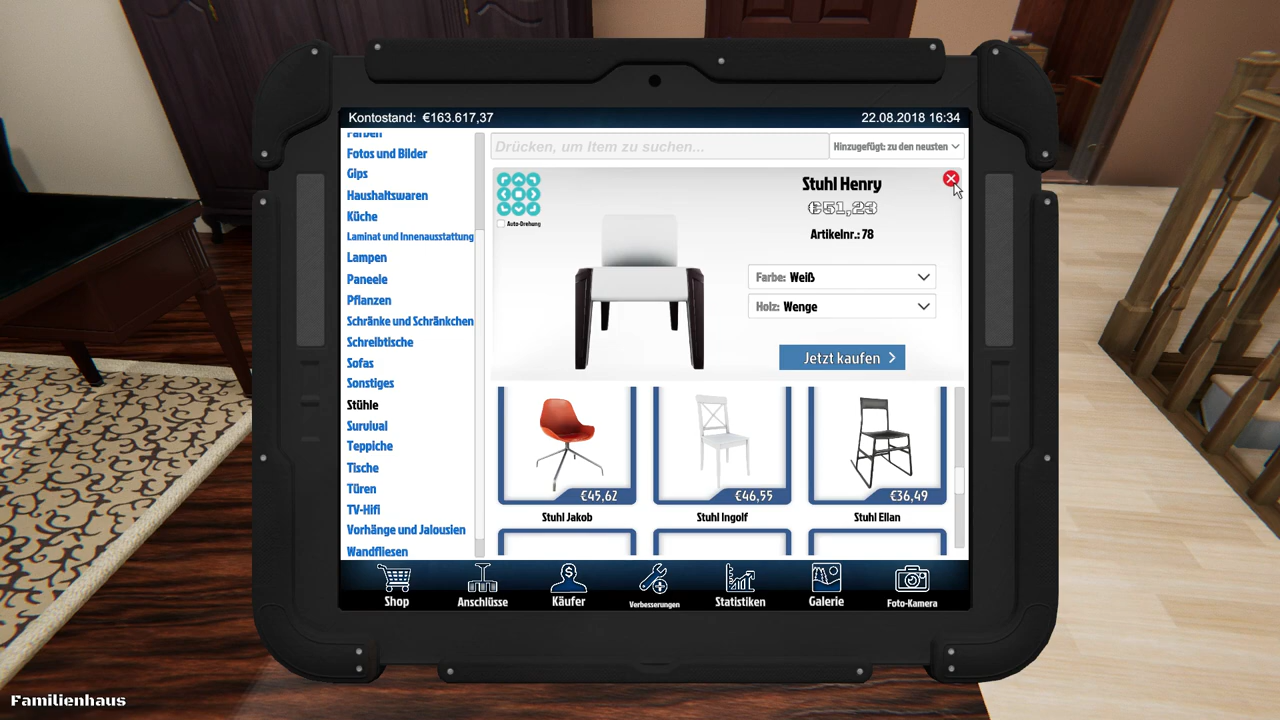 Kontostand: €163.617,37
22.08.2018 16:34
Farben
Fotos und Bilder
Gips
Haushaltswaren
Küche
Laminat und Innenausstattung
Lampen
Paneele
Pflanzen
Schränke und Schränkchen
Schreibtische
Sofas
Sonstiges
Stühle
Survival
Teppiche
Tische
Türen
TV-Hifi
Vorhänge und Jalousien
Wandfliesen
Drücken, um Item zu suchen...
Hinzugefügt: zu den neusten
Auto-Drehung
Stuhl Henry
€51,23
Artikelnr.: 78
Farbe: Weiß
Holz: Wenge
Jetzt kaufen
€45,62
€46,55
€36,49
Stuhl Jakob
Stuhl Ingolf
Stuhl Ellan
Shop
Anschlüsse
Käufer
Verbesserungen
Statistiken
Galerie
Foto-Kamera
Familienhaus